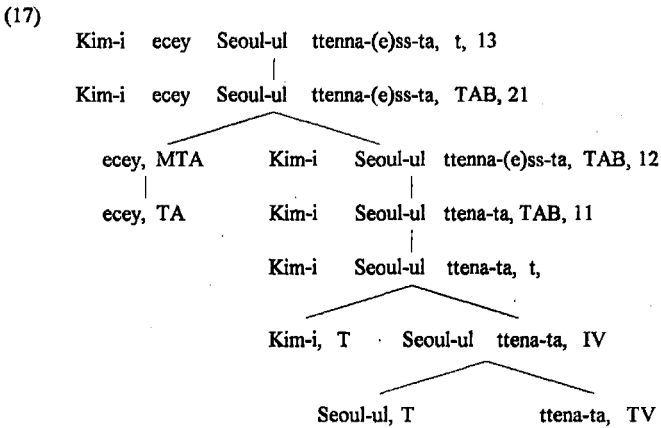 (17)
Kim-i ecey Seoul-ul ttenna-(e)ss-ta, t, 13
Kim-i ecey Seoul-ul ttenna-(e)ss-ta, TAB, 21
ecey, MTA Kim-i Seoul-ul ttenna-(e)ss-ta, TAB, 12
ecey, TA Kim-i Seoul-ul ttena-ta, TAB, 11
Kim-i Seoul-ul ttena-ta, t,
Kim-i, T Seoul-ul ttena-ta, IV
Seoul-ul, T ttena-ta, TV